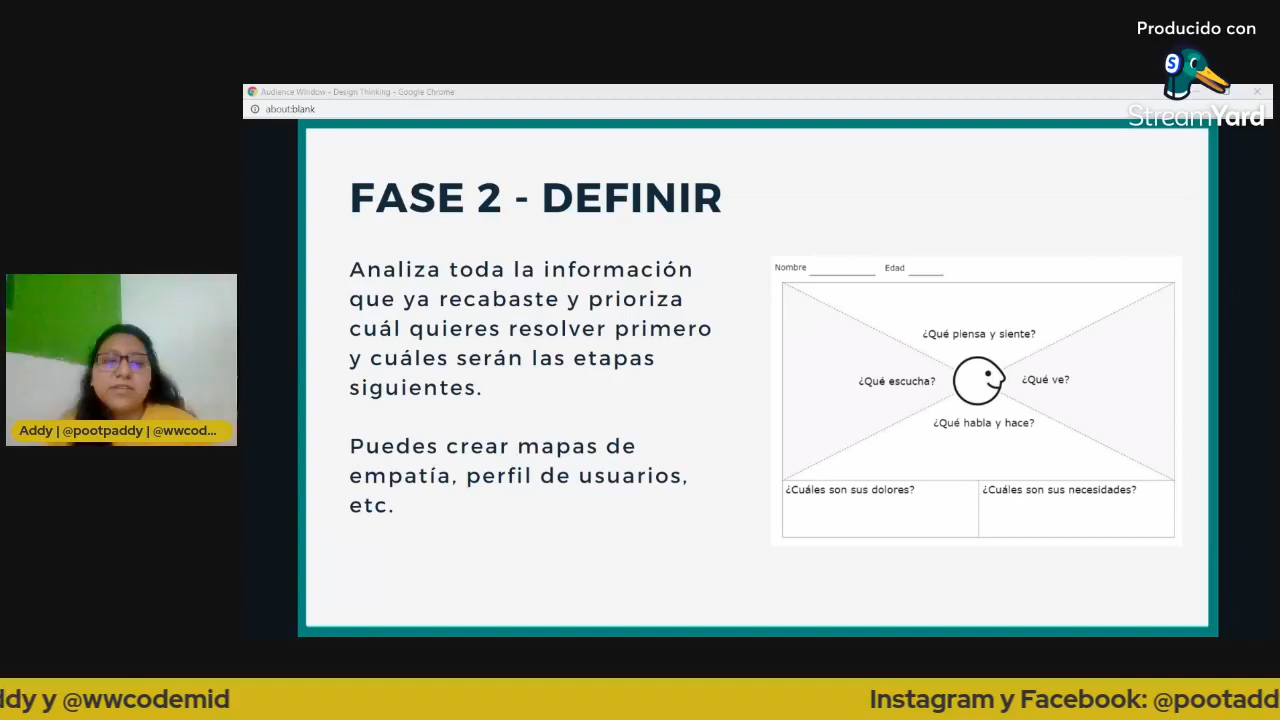 Producido con
S
StreamYard
Audience Window - Design Thinking - Google Chrome
about:blank
FASE 2 - DEFINIR
Analiza toda la información
que ya recabaste y prioriza
cuál quieres resolver primero
y cuáles serán las etapas
siguientes.
Puedes crear mapas de
empatía, perfil de usuarios,
etc.
Nombre ____________ Edad ______
¿Qué piensa y siente?
¿Qué escucha?
¿Qué ve?
¿Qué habla y hace?
¿Cuáles son sus dolores?
¿Cuáles son sus necesidades?
Addy | @pootpaddy | @wwcod...
ddy y @wwcodemid
Instagram y Facebook: @pootadd